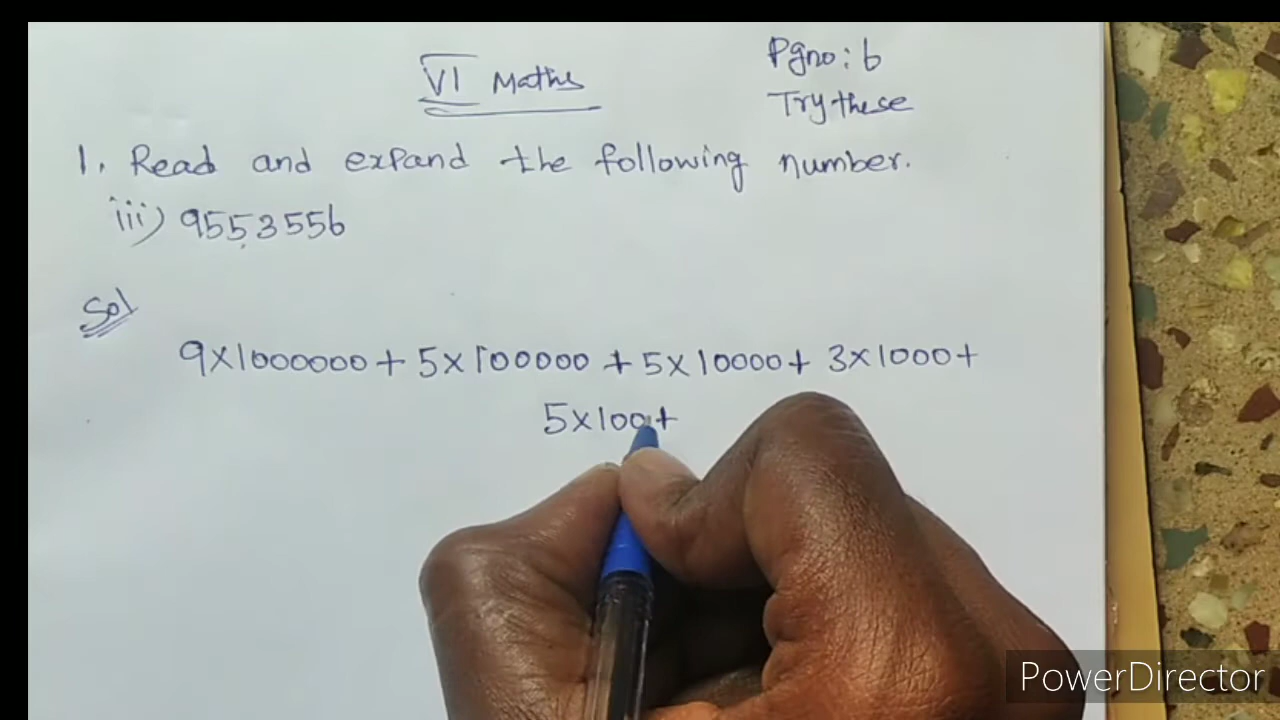 VI Maths
Pgno: 6
Try these
1. Read and expand the following number.
iii) 9553556
Sol
9×1000000 + 5×100000 + 5×10000 + 3×1000 +
5×100+
PowerDirector